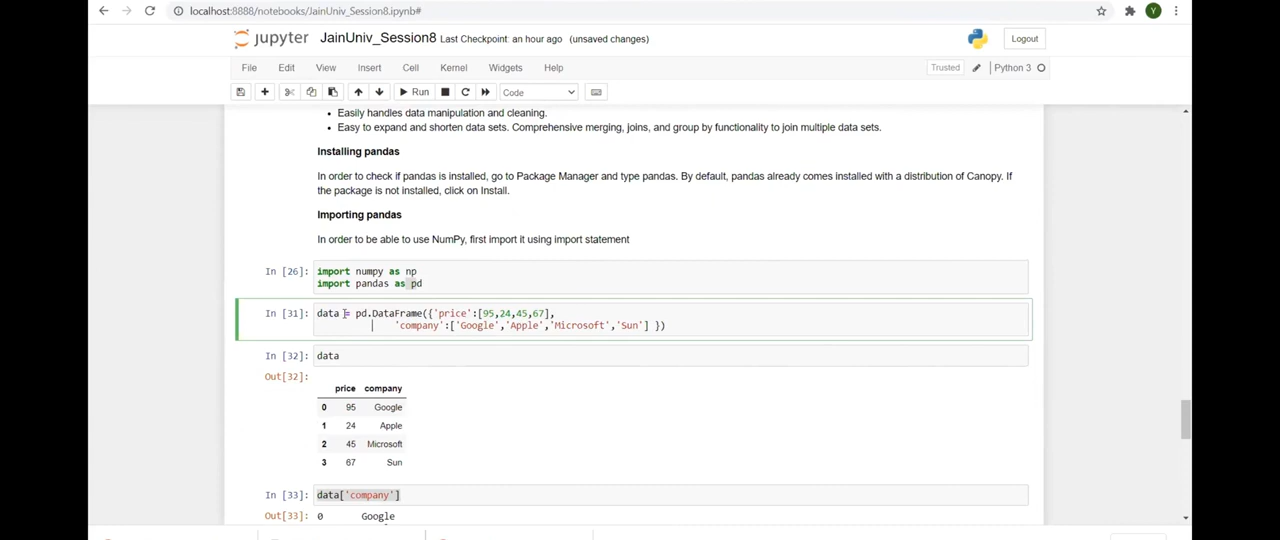 localhost:8888/notebooks/JainUniv_Session8.ipynb#
Y
jupyter JainUniv_Session8 Last Checkpoint: an hour ago (unsaved changes)
Logout
File Edit View Insert Cell Kernel Widgets Help
Trusted Python 3
Run Code
• Easily handles data manipulation and cleaning.
• Easy to expand and shorten data sets. Comprehensive merging, joins, and group by functionality to join multiple data sets.
Installing pandas
In order to check if pandas is installed, go to Package Manager and type pandas. By default, pandas already comes installed with a distribution of Canopy. If
the package is not installed, click on Install.
Importing pandas
In order to be able to use NumPy, first import it using import statement
In [26]: import numpy as np
import pandas as pd
In [31]: data = pd.DataFrame({'price':[95,24,45,67],
'company':['Google','Apple','Microsoft','Sun'] })
In [32]: data
Out[32]:
price company
0 95 Google
1 24 Apple
2 45 Microsoft
3 67 Sun
In [33]: data['company']
Out[33]: 0 Google